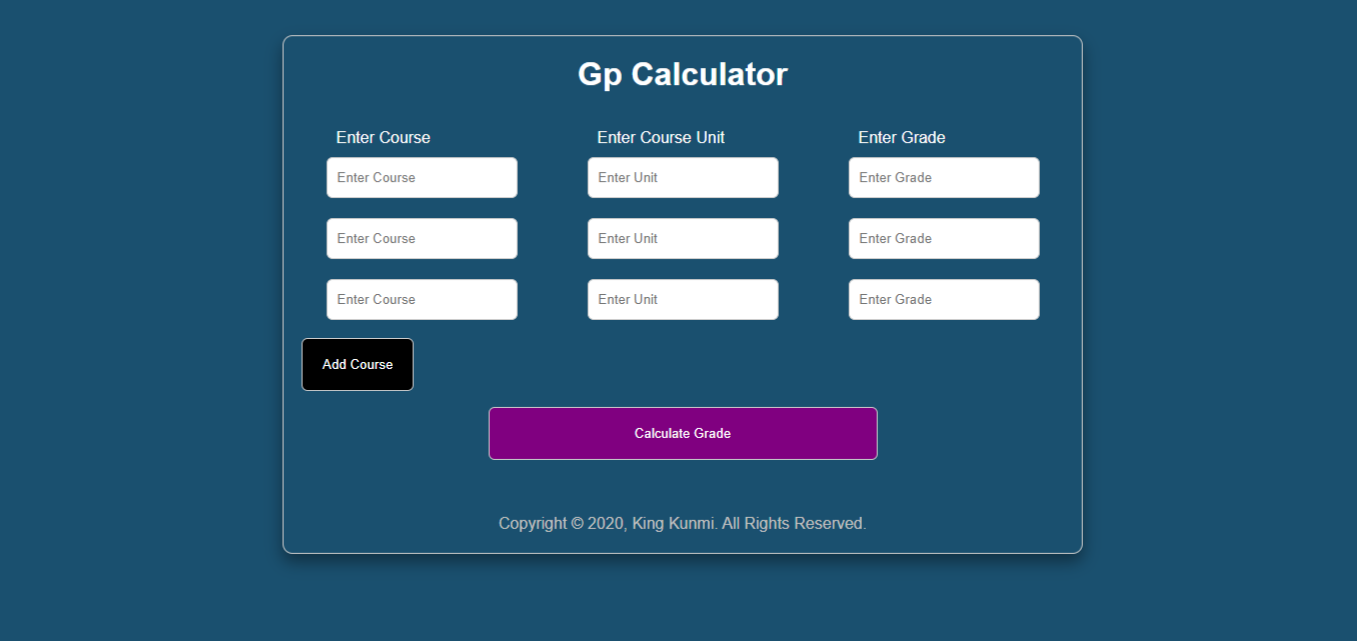 Gp Calculator
Enter Course Enter Course Unit Enter Grade
Enter Course Enter Unit Enter Grade
Enter Course Enter Unit Enter Grade
Enter Course Enter Unit Enter Grade
Add Course
Calculate Grade
Copyright © 2020, King Kunmi. All Rights Reserved.